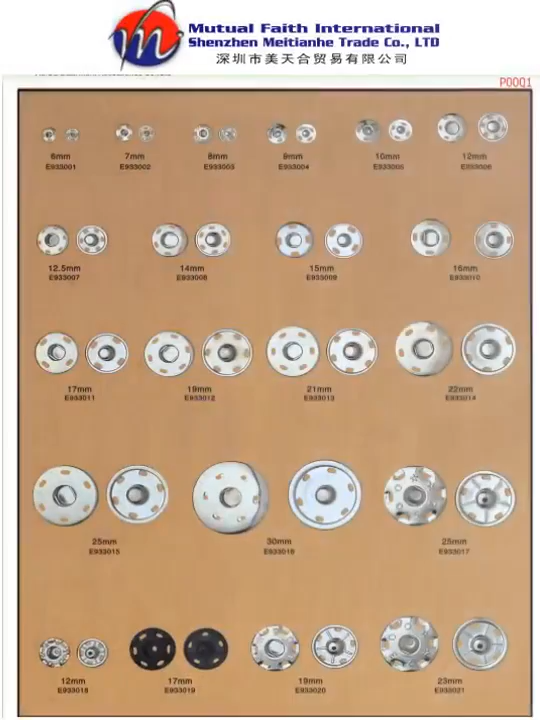 Mutual Faith International
Shenzhen Meitianhe Trade Co., LTD
深圳市美天合贸易有限公司
P0001
6mm 7mm 8mm 9mm 10mm 12mm
E933001 E933002 E933003 E933004 E933005 E933006
12.5mm 14mm 15mm 16mm
E933007 E933008 E933009 E933010
17mm 19mm 21mm 22mm
E933011 E933012 E933013 E933014
25mm 30mm 25mm
E933015 E933016 E933017
12mm 17mm 19mm 23mm
E933018 E933019 E933020 E933021